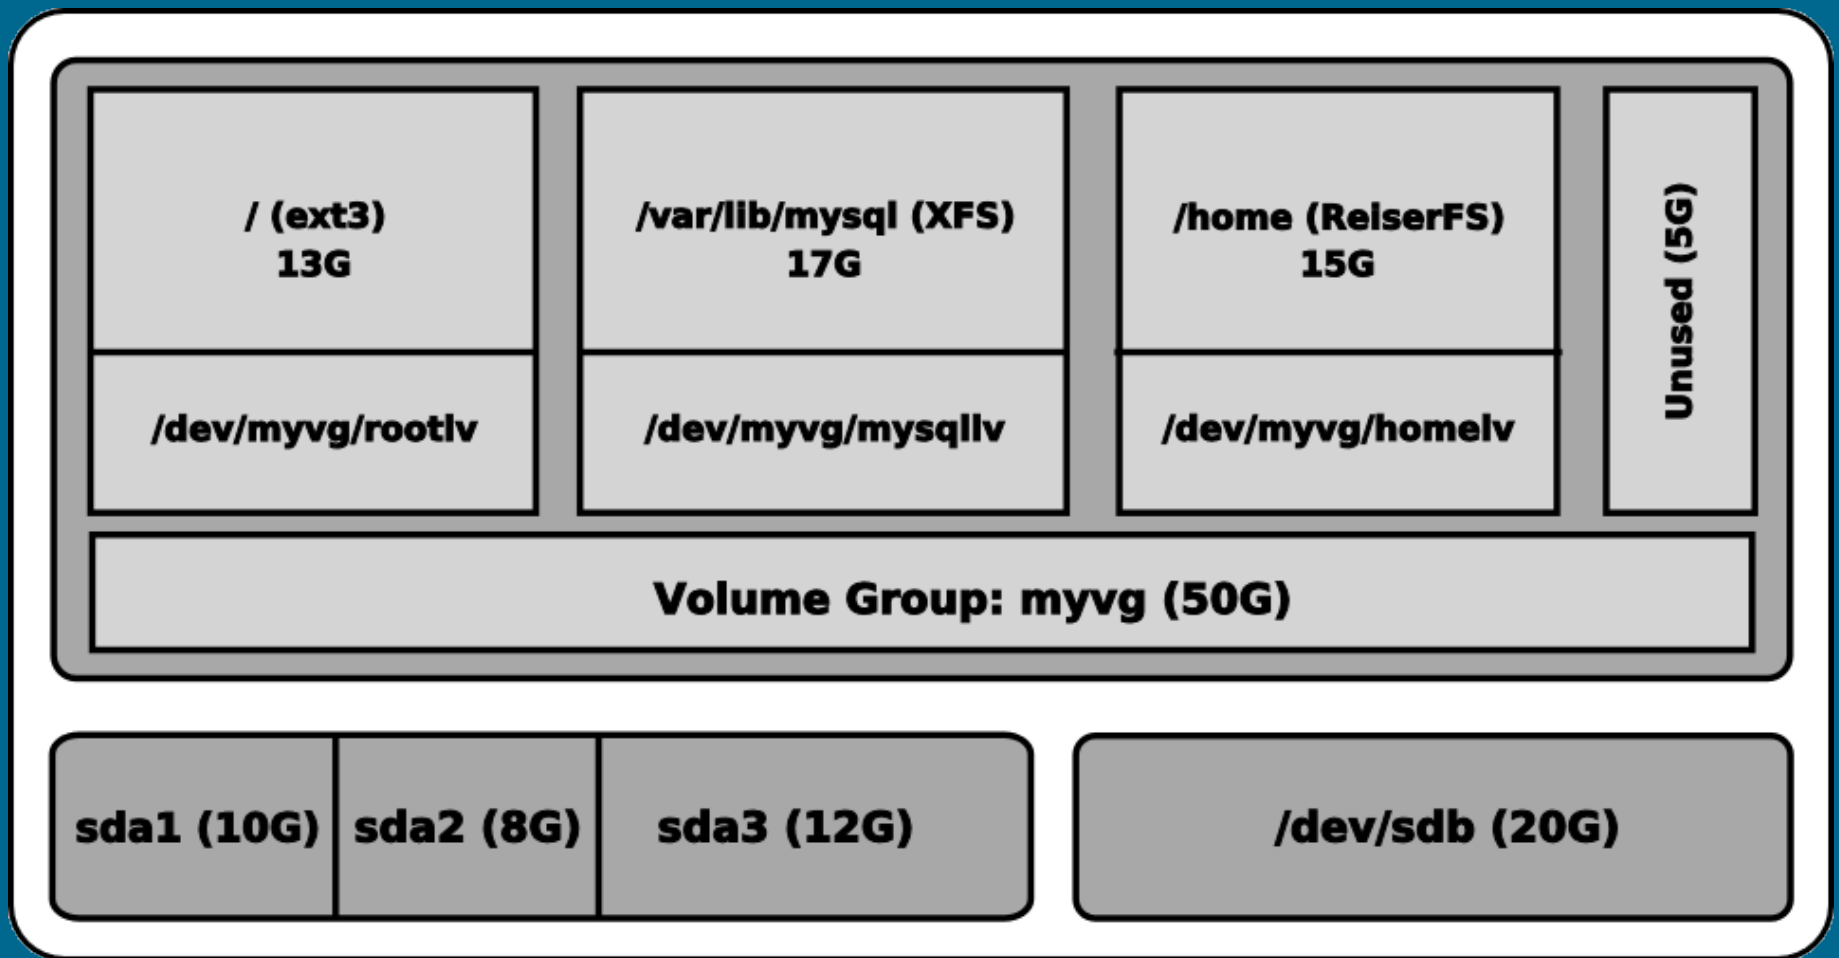 / (ext3)
13G
/dev/myvg/rootlv
/var/lib/mysql (XFS)
17G
/dev/myvg/mysqllv
/home (ReiserFS)
15G
/dev/myvg/homelv
Unused (5G)
Volume Group: myvg (50G)
sda1 (10G)
sda2 (8G)
sda3 (12G)
/dev/sdb (20G)